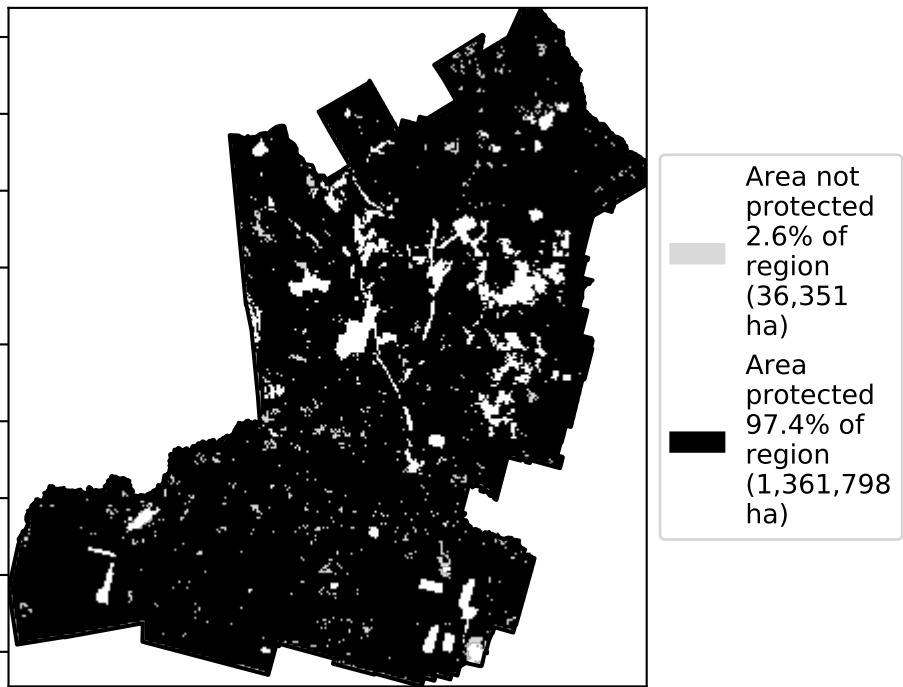 Area not
protected
2.6% of
region
(36,351
ha)
Area
protected
97.4% of
region
(1,361,798
ha)